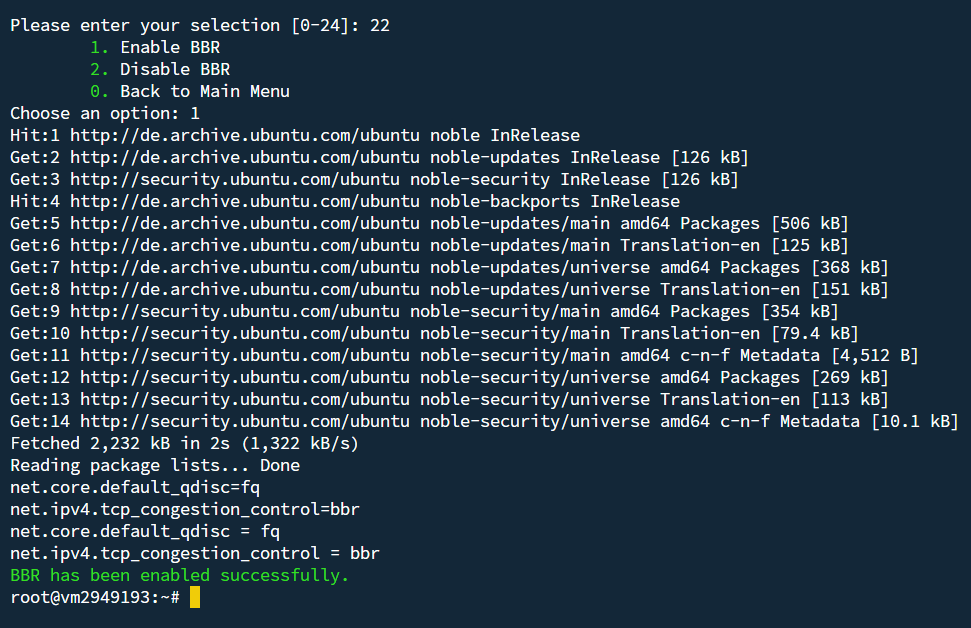 Please enter your selection [0-24]: 22
1. Enable BBR
2. Disable BBR
0. Back to Main Menu
Choose an option: 1
Hit:1 http://de.archive.ubuntu.com/ubuntu noble InRelease
Get:2 http://de.archive.ubuntu.com/ubuntu noble-updates InRelease [126 kB]
Get:3 http://security.ubuntu.com/ubuntu noble-security InRelease [126 kB]
Hit:4 http://de.archive.ubuntu.com/ubuntu noble-backports InRelease
Get:5 http://de.archive.ubuntu.com/ubuntu noble-updates/main amd64 Packages [506 kB]
Get:6 http://de.archive.ubuntu.com/ubuntu noble-updates/main Translation-en [125 kB]
Get:7 http://de.archive.ubuntu.com/ubuntu noble-updates/universe amd64 Packages [368 kB]
Get:8 http://de.archive.ubuntu.com/ubuntu noble-updates/universe Translation-en [151 kB]
Get:9 http://security.ubuntu.com/ubuntu noble-security/main amd64 Packages [354 kB]
Get:10 http://security.ubuntu.com/ubuntu noble-security/main Translation-en [79.4 kB]
Get:11 http://security.ubuntu.com/ubuntu noble-security/main amd64 c-n-f Metadata [4,512 B]
Get:12 http://security.ubuntu.com/ubuntu noble-security/universe amd64 Packages [269 kB]
Get:13 http://security.ubuntu.com/ubuntu noble-security/universe Translation-en [113 kB]
Get:14 http://security.ubuntu.com/ubuntu noble-security/universe amd64 c-n-f Metadata [10.1 kB]
Fetched 2,232 kB in 2s (1,322 kB/s)
Reading package lists... Done
net.core.default_qdisc=fq
net.ipv4.tcp_congestion_control=bbr
net.core.default_qdisc = fq
net.ipv4.tcp_congestion_control = bbr
BBR has been enabled successfully.
root@vm2949193:~#